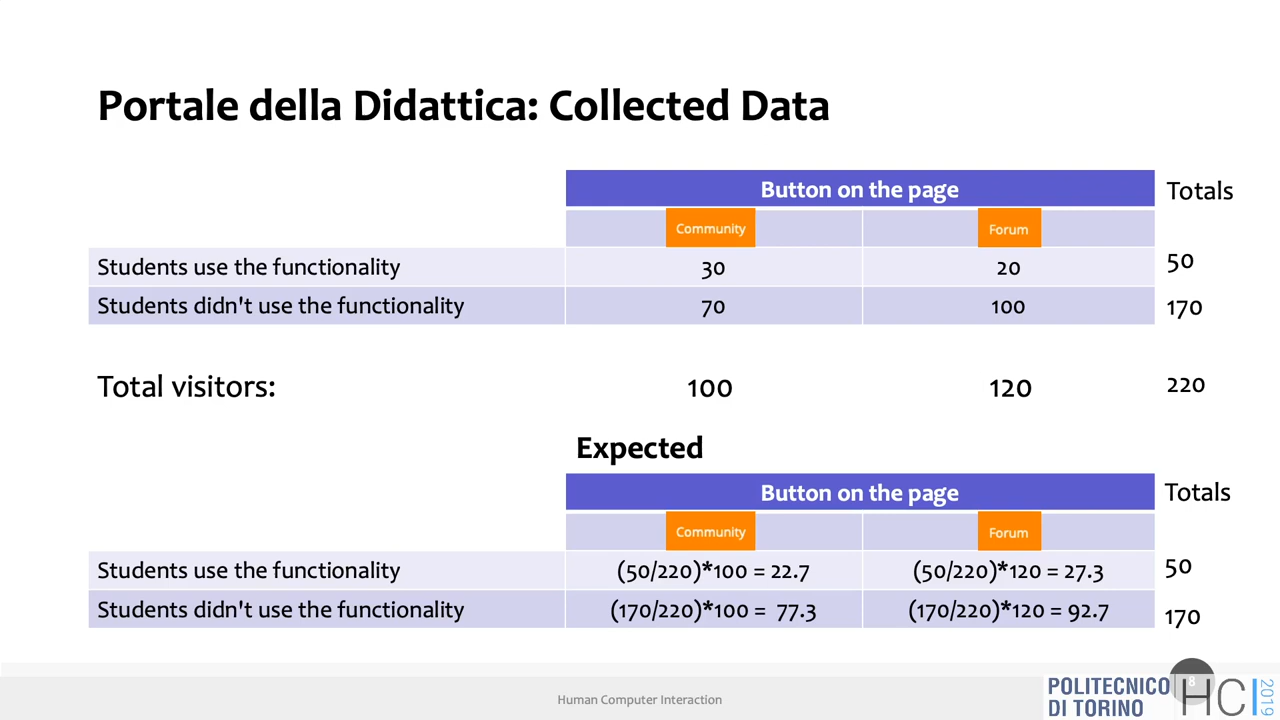 Portale della Didattica: Collected Data
Button on the page Totals
Community Forum
Students use the functionality 30 20 50
Students didn't use the functionality 70 100 170
Total visitors: 100 120 220
Expected
Button on the page Totals
Community Forum
Students use the functionality (50/220)*100 = 22.7 (50/220)*120 = 27.3 50
Students didn't use the functionality (170/220)*100 = 77.3 (170/220)*120 = 92.7 170
Human Computer Interaction
8
POLITECNICO
DI TORINO
HCI 2019